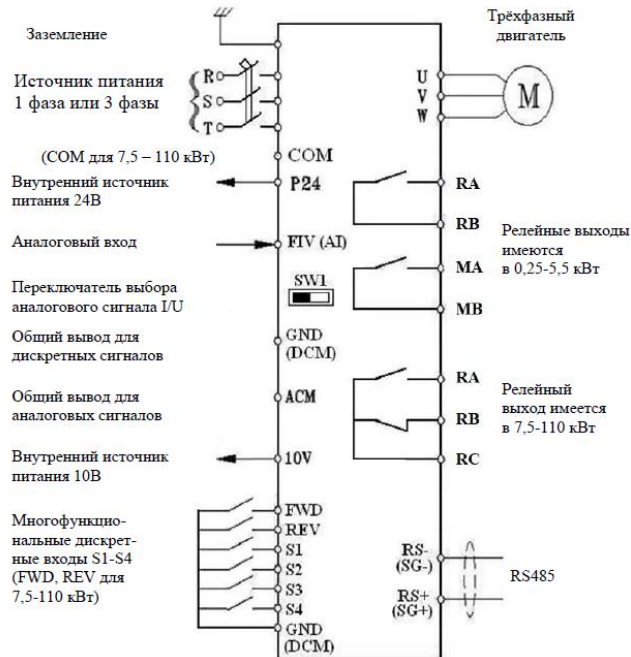 Заземление
Источник питания
1 фаза или 3 фазы
R
S
T
(COM для 7,5 – 110 кВт)
COM
Внутренний источник
питания 24В
P24
Аналоговый вход
FIV (AI)
Переключатель выбора
аналогового сигнала I/U
SW1
Общий вывод для
дискретных сигналов
GND
(DCM)
Общий вывод для
аналоговых сигналов
ACM
Внутренний источник
питания 10В
10V
Многофункцио-
нальные дискрет-
ные входы S1-S4
(FWD, REV для
7,5-110 кВт)
FWD
REV
S1
S2
S3
S4
GND
(DCM)
Трёхфазный
двигатель
U
V
W
M
RA
RB
MA
MB
Релейные выходы
имеются
в 0,25-5,5 кВт
RA
RB
RC
Релейный
выход имеется
в 7,5-110 кВт
RS-
(SG-)
RS+
(SG+)
RS485